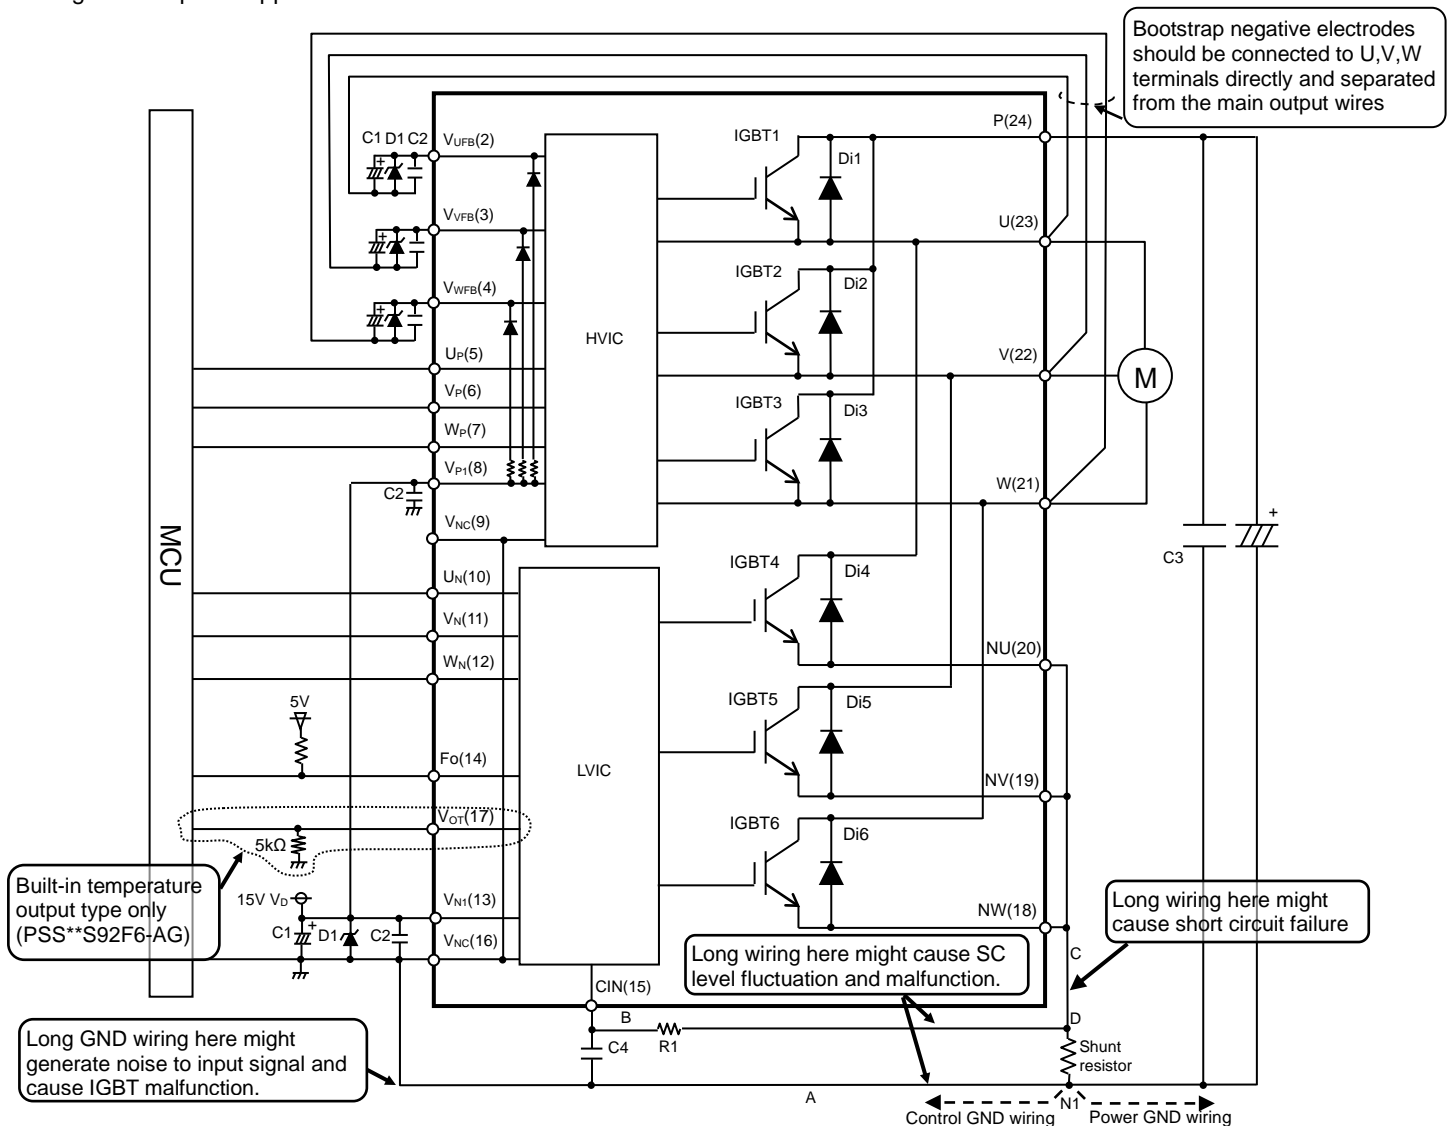 Bootstrap negative electrodes
should be connected to U,V,W
terminals directly and separated
from the main output wires
C1 D1 C2
VUFB(2)
IGBT1
P(24)
Di1
VVFB(3)
U(23)
IGBT2
Di2
VWFB(4)
HVIC
UP(5)
V(22)
M
VP(6)
IGBT3
Di3
WP(7)
VP1(8)
C2
W(21)
+
VNC(9)
MCU
C3
IGBT4
Di4
UN(10)
VN(11)
NU(20)
WN(12)
5V
IGBT5
Di5
Fo(14)
LVIC
NV(19)
VOT(17)
5kΩ
IGBT6
Di6
Built-in temperature
output type only
(PSS**S92F6-AG)
15V VD
VN1(13)
NW(18)
Long wiring here might
cause short circuit failure
C1
+
D1
C2
VNC(16)
Long wiring here might cause SC
level fluctuation and malfunction.
C
CIN(15)
B
D
R1
C4
Shunt
resistor
Long GND wiring here might
generate noise to input signal and
cause IGBT malfunction.
A
N1
Control GND wiring
Power GND wiring